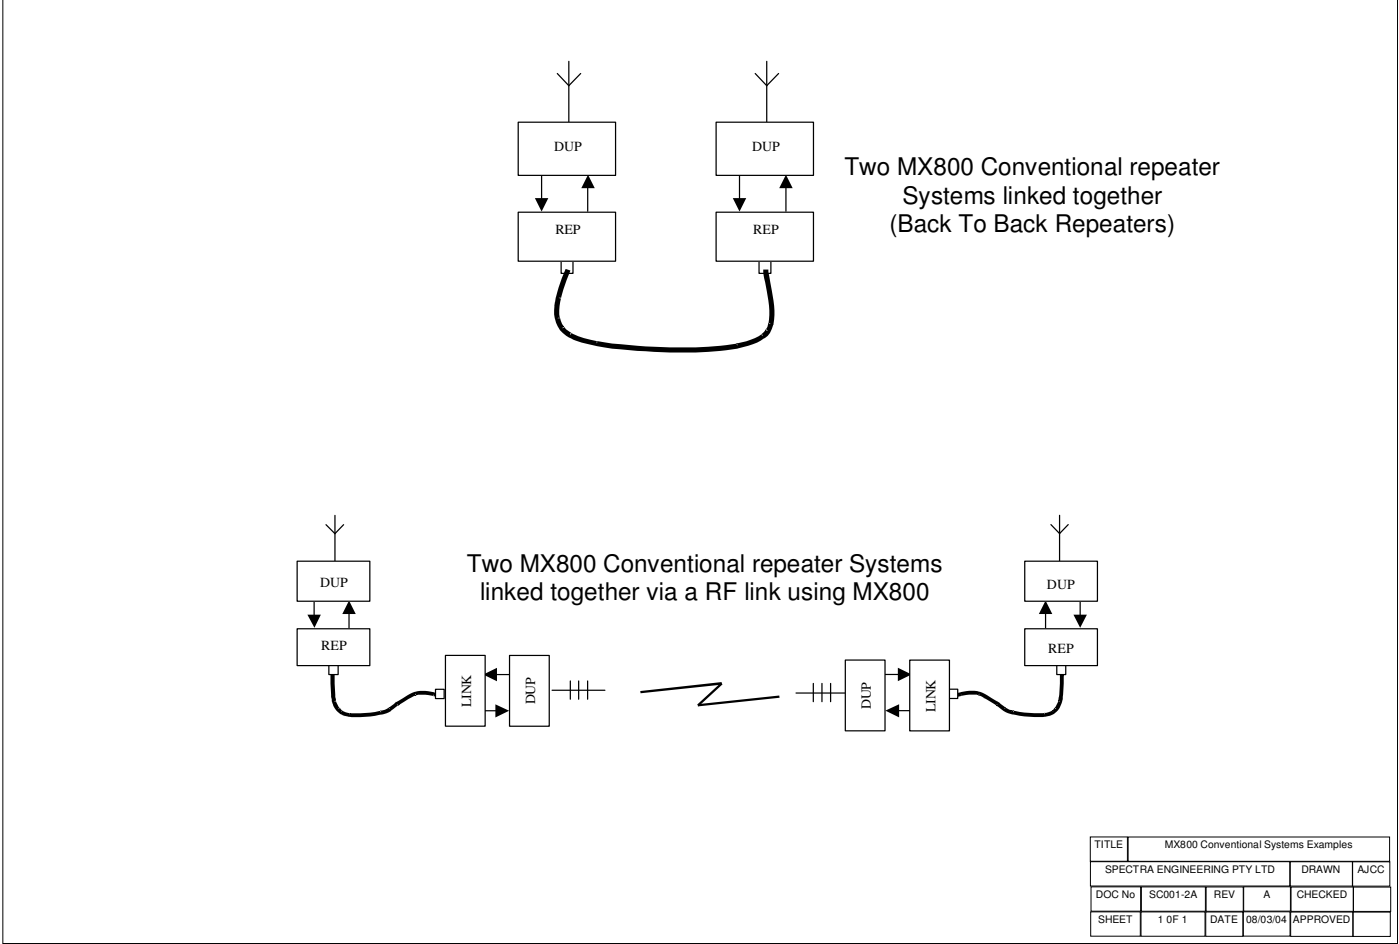 DUP
DUP
Two MX800 Conventional repeater
Systems linked together
(Back To Back Repeaters)
REP
REP
Two MX800 Conventional repeater Systems
linked together via a RF link using MX800
DUP
DUP
REP
REP
LINK
DUP
DUP
LINK
TITLE MX800 Conventional Systems Examples
SPECTRA ENGINEERING PTY LTD DRAWN AJCC
DOC No SC001-2A REV A CHECKED
SHEET 1 0F 1 DATE 08/03/04 APPROVED